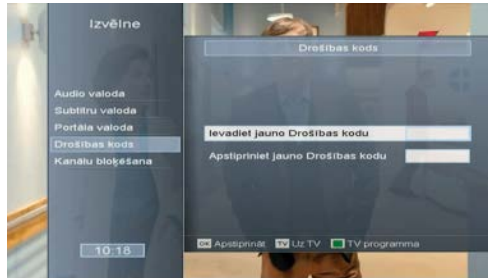 Izvēlne
Drošības kods
Audio valoda
Subtitru valoda
Portāla valoda
Drošības kods
Kanālu bloķēšana
Ievadiet jauno Drošības kodu
Apstipriniet jauno Drošības kodu
10:18
OK Apstiprināt TV Uz TV TV programma